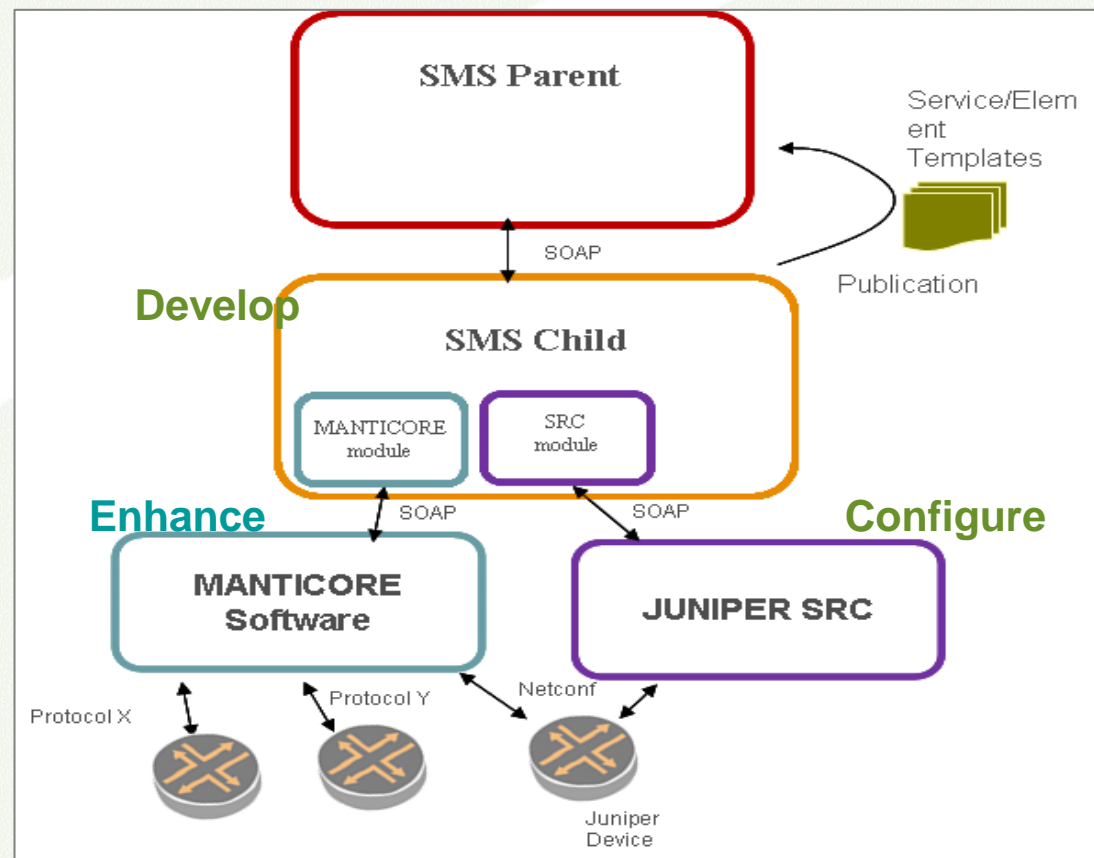 SMS Parent
Service/Elem
ent
Templates
SOAP
Publication
Develop
SMS Child
MANTICORE
module
SRC
module
Enhance
SOAP
SOAP
Configure
MANTICORE
Software
JUNIPER SRC
Protocol X
Protocol Y
Netconf
Juniper
Device